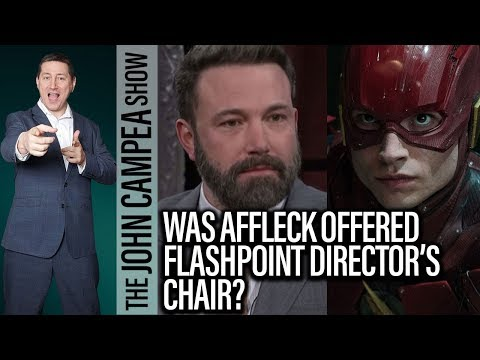 THE JOHN CAMPEA SHOW
WAS AFFLECK OFFERED
FLASHPOINT DIRECTOR'S
CHAIR?